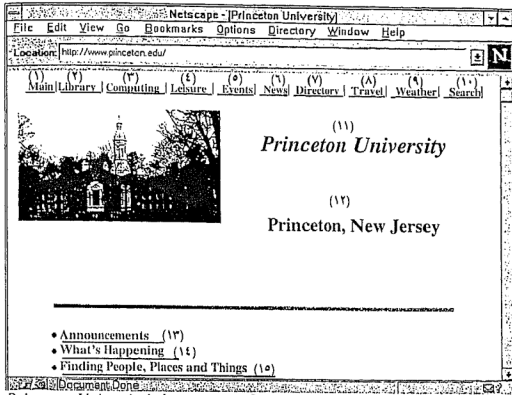 Netscape - [Princeton University]
File Edit View Go Bookmarks Options Directory Window Help
Location: http://www.princeton.edu/
N
(١) (٢) (٣) (٤) (٥) (٦) (٧) (٨) (٩) (١٠)
Main| Library | Computing | Leisure | Events| News| Directory | Travel | Weather| Search|
(١١)
Princeton University
(١٢)
Princeton, New Jersey
• Announcements (١٣)
• What's Happening (١٤)
• Finding People, Places and Things (١٥)
Document Done